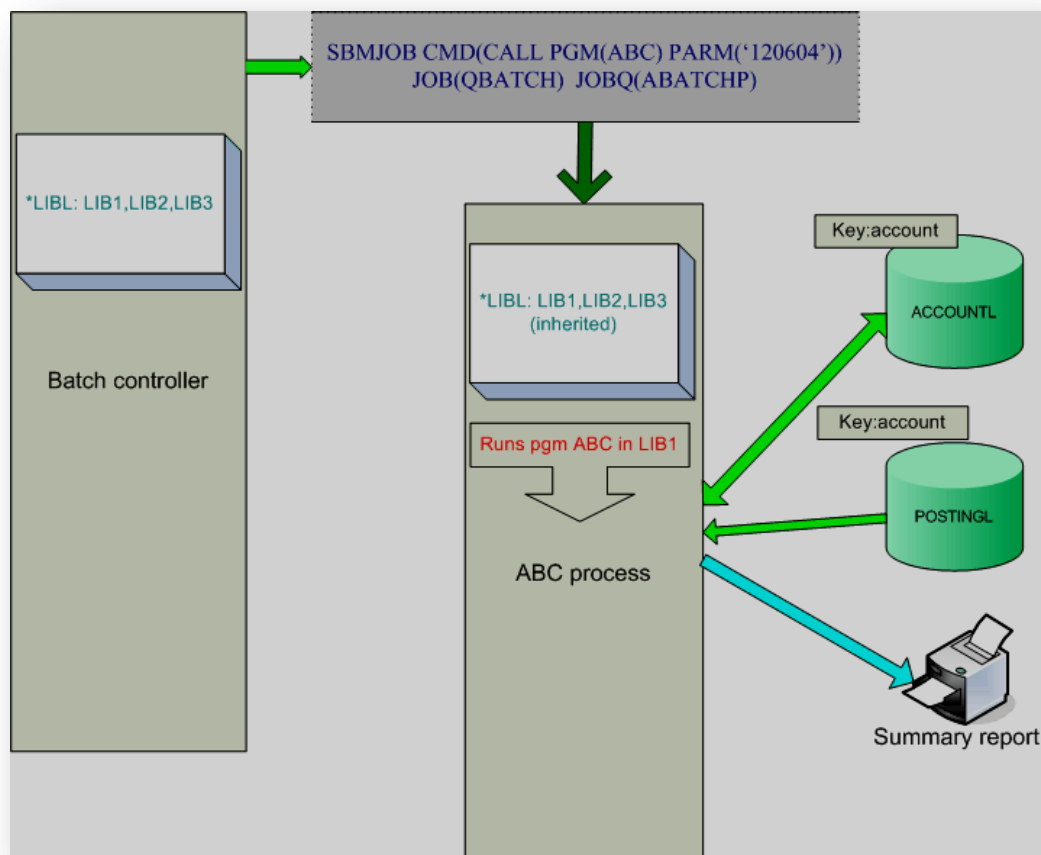 SBMJOB CMD(CALL PGM(ABC) PARM(‘120604’))
JOB(QBATCH) JOBQ(ABATCHP)
*LIBL: LIB1,LIB2,LIB3
Batch controller
*LIBL: LIB1,LIB2,LIB3
(inherited)
Runs pgm ABC in LIB1
ABC process
Key:account
ACCOUNTL
Key:account
POSTINGL
Summary report